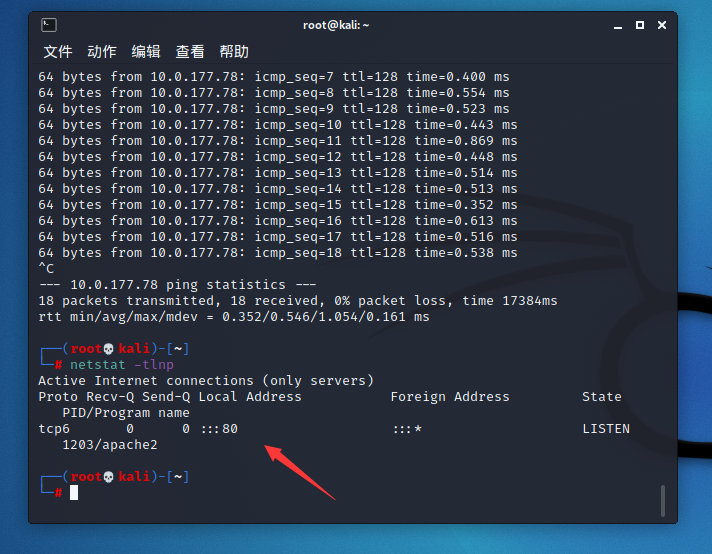 root@kali: ~
文件 动作 编辑 查看 帮助
64 bytes from 10.0.177.78: icmp_seq=7 ttl=128 time=0.400 ms
64 bytes from 10.0.177.78: icmp_seq=8 ttl=128 time=0.554 ms
64 bytes from 10.0.177.78: icmp_seq=9 ttl=128 time=0.523 ms
64 bytes from 10.0.177.78: icmp_seq=10 ttl=128 time=0.443 ms
64 bytes from 10.0.177.78: icmp_seq=11 ttl=128 time=0.869 ms
64 bytes from 10.0.177.78: icmp_seq=12 ttl=128 time=0.448 ms
64 bytes from 10.0.177.78: icmp_seq=13 ttl=128 time=0.514 ms
64 bytes from 10.0.177.78: icmp_seq=14 ttl=128 time=0.513 ms
64 bytes from 10.0.177.78: icmp_seq=15 ttl=128 time=0.352 ms
64 bytes from 10.0.177.78: icmp_seq=16 ttl=128 time=0.613 ms
64 bytes from 10.0.177.78: icmp_seq=17 ttl=128 time=0.516 ms
64 bytes from 10.0.177.78: icmp_seq=18 ttl=128 time=0.538 ms
^C
--- 10.0.177.78 ping statistics ---
18 packets transmitted, 18 received, 0% packet loss, time 17384ms
rtt min/avg/max/mdev = 0.352/0.546/1.054/0.161 ms
┌──(root💀kali)-[~]
└─# netstat -tlnp
Active Internet connections (only servers)
Proto Recv-Q Send-Q Local Address           Foreign Address         State
PID/Program name
tcp6       0      0 :::80                   :::*                    LISTEN
1203/apache2
┌──(root💀kali)-[~]
└─#